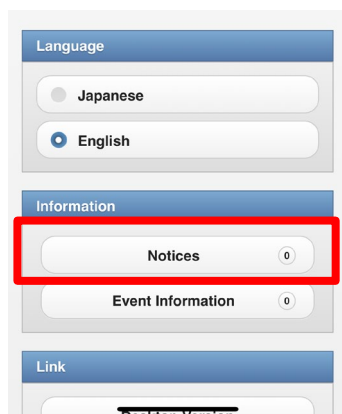 Language
Japanese
English
Information
Notices 0
Event Information 0
Link